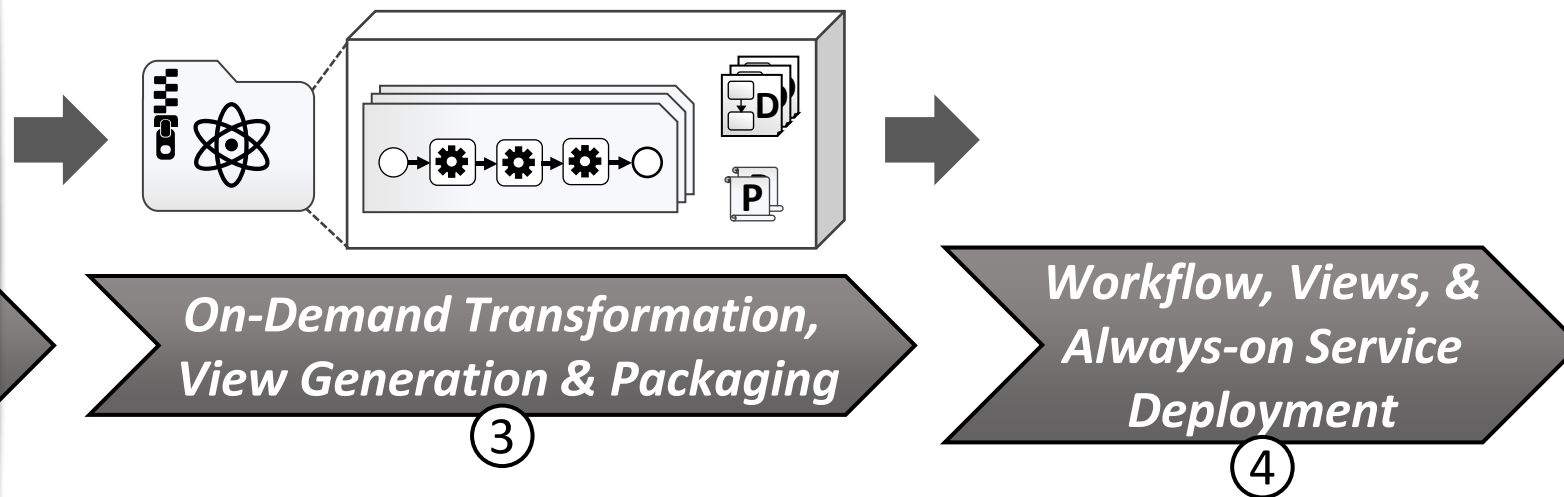 D
P
On-Demand Transformation,
View Generation & Packaging
3
Workflow, Views, &
Always-on Service
Deployment
4